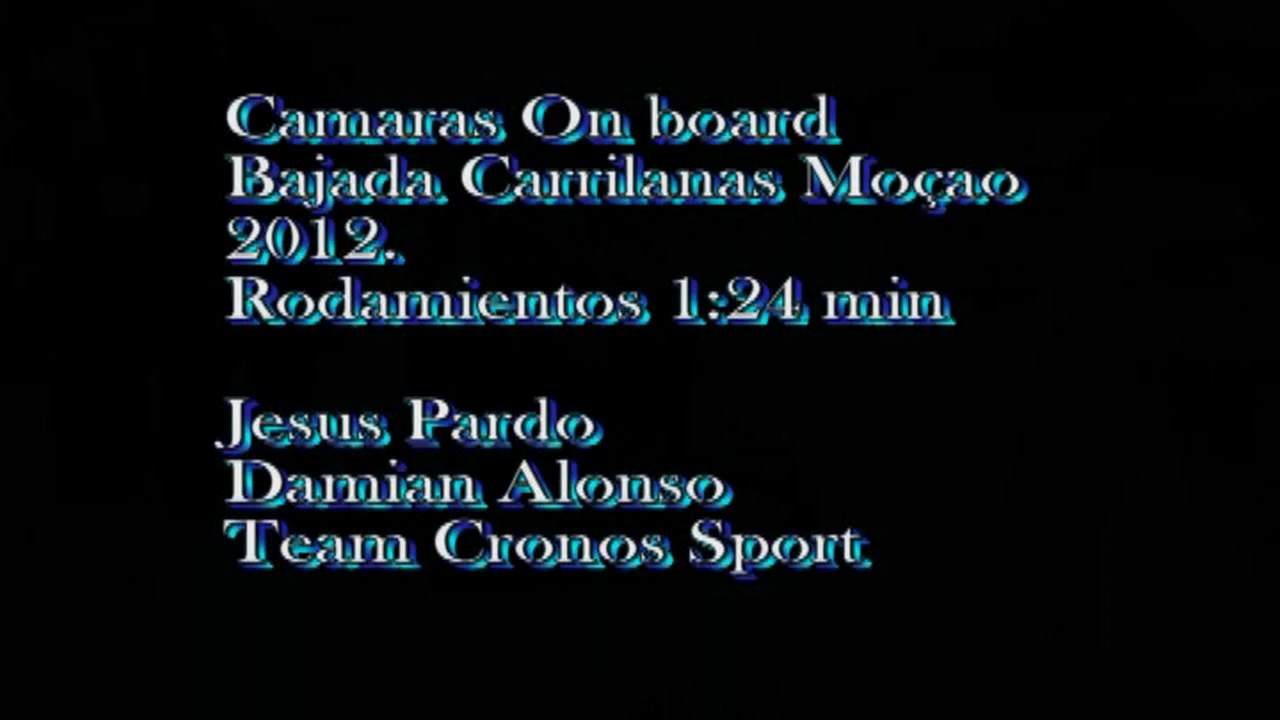 Camaras On board
Bajada Carrilanas Moçao
2012.
Rodamientos 1:24 min
Jesus Pardo
Damian Alonso
Team Cronos Sport